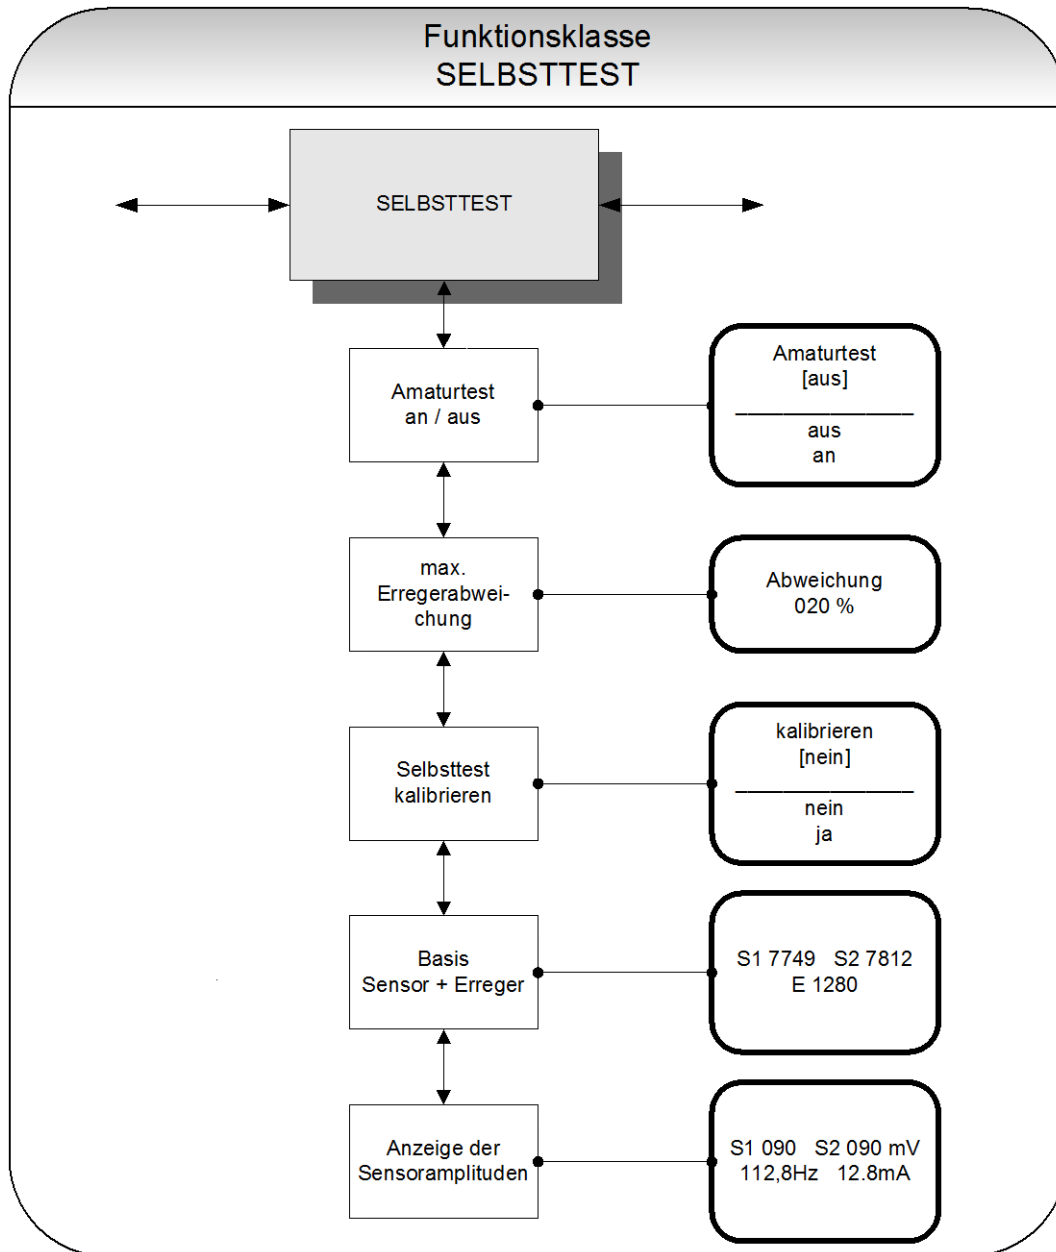 Funktionsklasse
SELBSTTEST
SELBSTTEST
Amaturtest
an / aus
Amaturtest
[aus]
aus
an
max.
Erregerabwei-
chung
Abweichung
020 %
Selbsttest
kalibrieren
kalibrieren
[nein]
nein
ja
Basis
Sensor + Erreger
S1 7749 S2 7812
E 1280
Anzeige der
Sensoramplituden
S1 090 S2 090 mV
112,8Hz 12.8mA